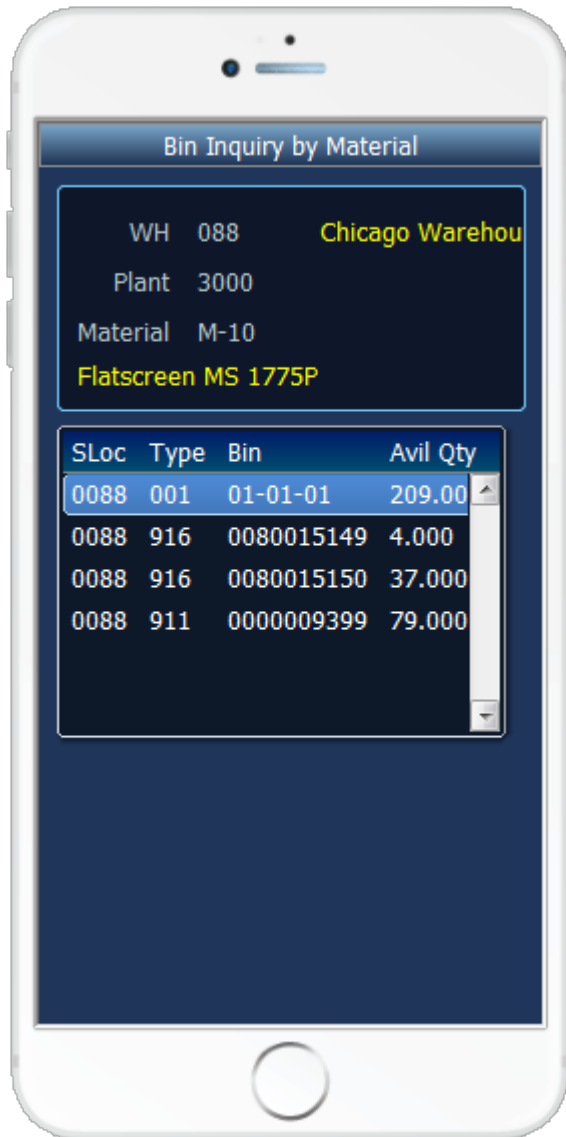 Bin Inquiry by Material
WH 088 Chicago Warehou
Plant 3000
Material M-10
Flatscreen MS 1775P
SLoc Type Bin Avil Qty
0088 001 01-01-01 209.00
0088 916 0080015149 4.000
0088 916 0080015150 37.000
0088 911 0000009399 79.000